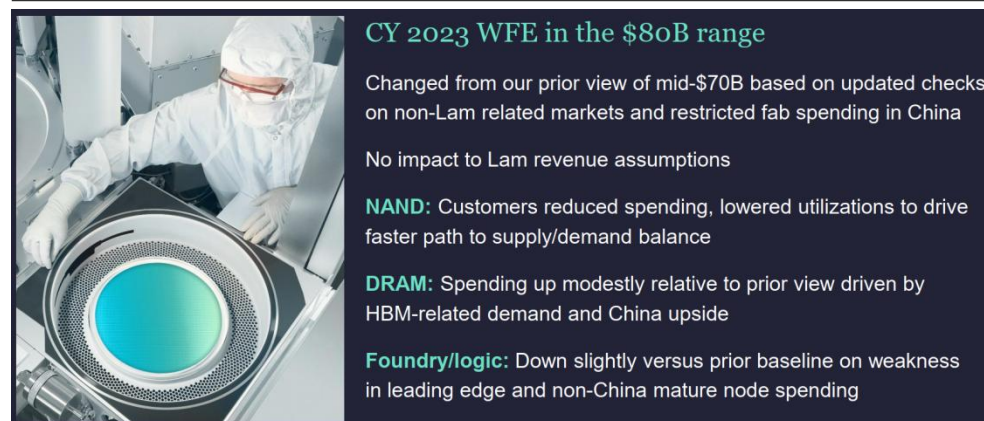 CY 2023 WFE in the $80B range
Changed from our prior view of mid-$70B based on updated checks
on non-Lam related markets and restricted fab spending in China
No impact to Lam revenue assumptions
NAND: Customers reduced spending, lowered utilizations to drive
faster path to supply/demand balance
DRAM: Spending up modestly relative to prior view driven by
HBM-related demand and China upside
Foundry/logic: Down slightly versus prior baseline on weakness
in leading edge and non-China mature node spending